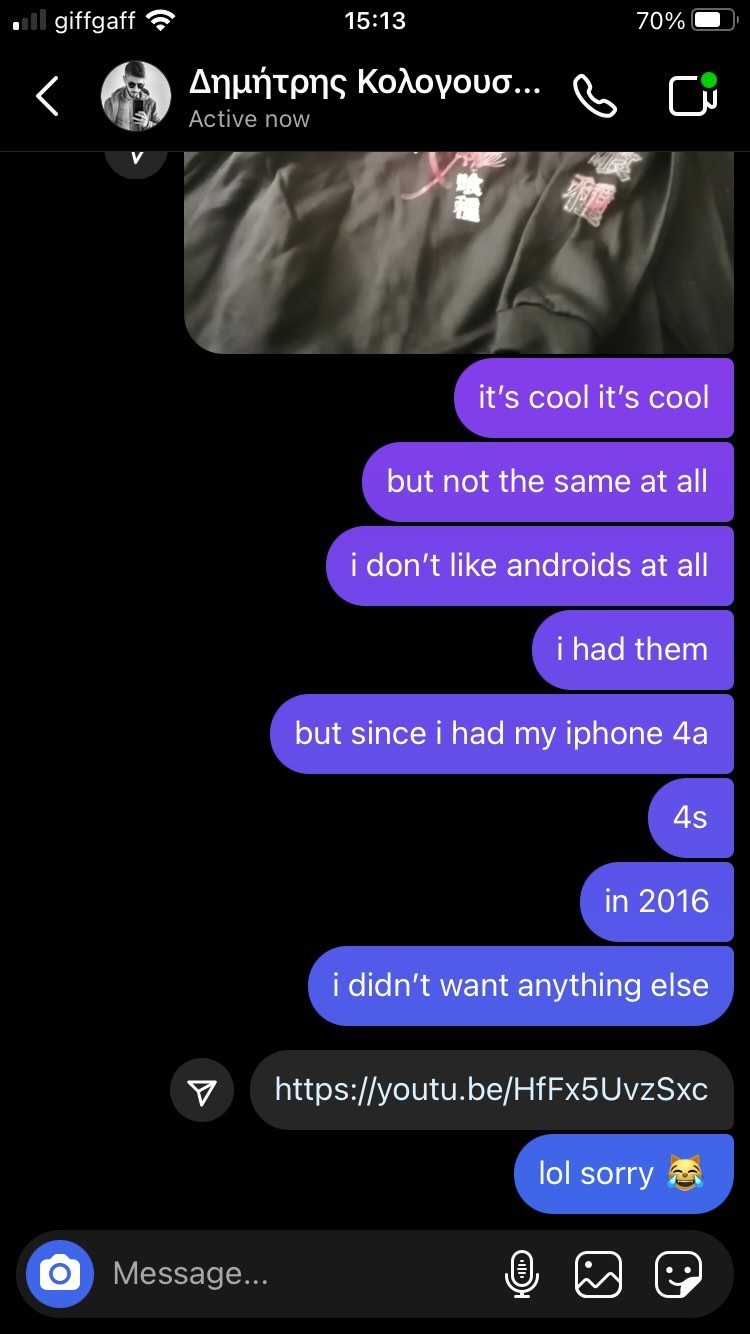 giffgaff 15:13 70%
Δημήτρης Κολογουσ...
Active now
喰
種
it’s cool it’s cool
but not the same at all
i don’t like androids at all
i had them
but since i had my iphone 4a
4s
in 2016
i didn’t want anything else
https://youtu.be/HfFx5UvzSxc
lol sorry 😹
Message...